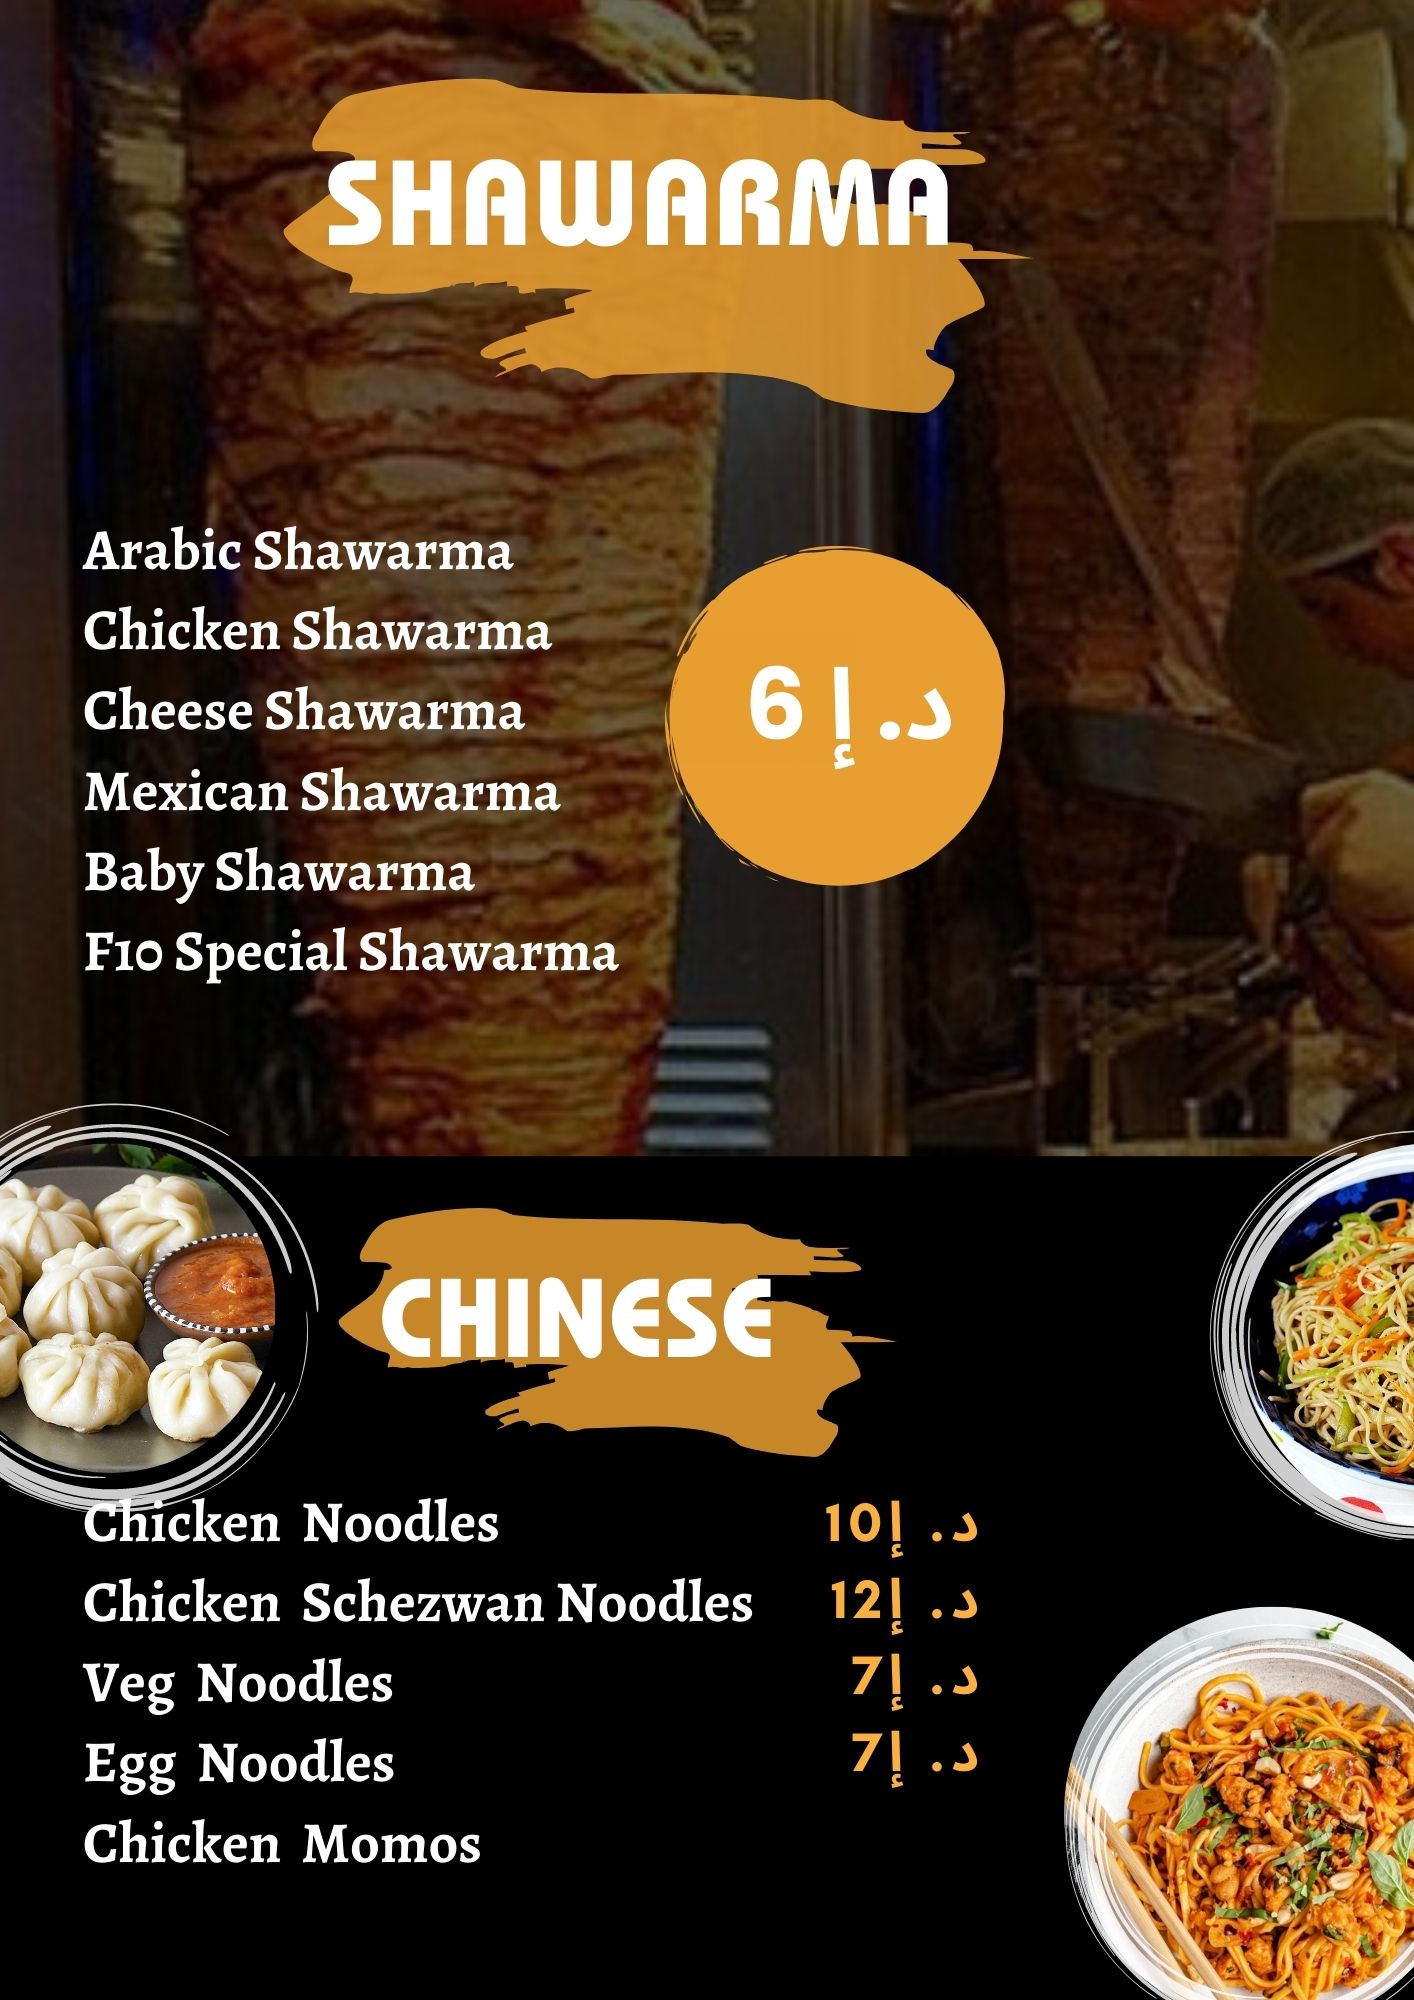 SHAWARMA
Arabic Shawarma
Chicken Shawarma
Cheese Shawarma
Mexican Shawarma
Baby Shawarma
F10 Special Shawarma
6 د.إ
CHINESE
Chicken Noodles 10 د. إ
Chicken Schezwan Noodles 12 د. إ
Veg Noodles 7 د. إ
Egg Noodles 7 د. إ
Chicken Momos